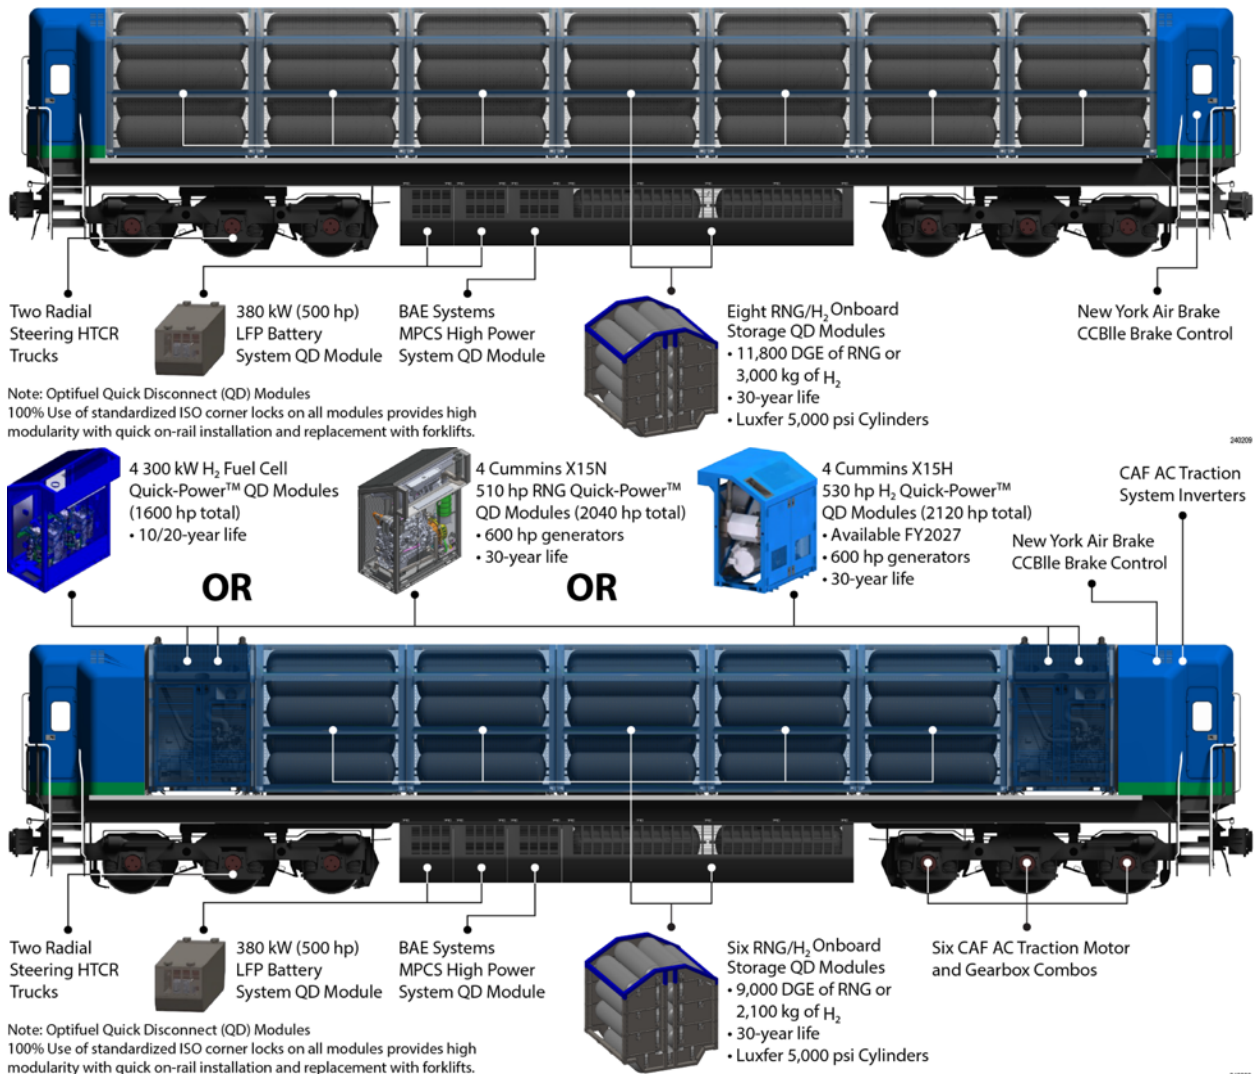 Two Radial
Steering HTCR
Trucks
380 kW (500 hp)
LFP Battery
System QD Module
BAE Systems
MPCS High Power
System QD Module
Eight RNG/H₂ Onboard
Storage QD Modules
• 11,800 DGE of RNG or
3,000 kg of H₂
• 30-year life
• Luxfer 5,000 psi Cylinders
New York Air Brake
CCBlle Brake Control
Note: Optifuel Quick Disconnect (QD) Modules
100% Use of standardized ISO corner locks on all modules provides high
modularity with quick on-rail installation and replacement with forklifts.
240209
4 300 kW H₂ Fuel Cell
Quick-Power™ QD Modules
(1600 hp total)
• 10/20-year life
OR
4 Cummins X15N
510 hp RNG Quick-Power™
QD Modules (2040 hp total)
• 600 hp generators
• 30-year life
OR
4 Cummins X15H
530 hp H₂ Quick-Power™
QD Modules (2120 hp total)
• Available FY2027
• 600 hp generators
• 30-year life
New York Air Brake
CCBlle Brake Control
CAF AC Traction
System Inverters
Two Radial
Steering HTCR
Trucks
380 kW (500 hp)
LFP Battery
System QD Module
BAE Systems
MPCS High Power
System QD Module
Six RNG/H₂ Onboard
Storage QD Modules
• 9,000 DGE of RNG or
2,100 kg of H₂
• 30-year life
• Luxfer 5,000 psi Cylinders
Six CAF AC Traction Motor
and Gearbox Combos
Note: Optifuel Quick Disconnect (QD) Modules
100% Use of standardized ISO corner locks on all modules provides high
modularity with quick on-rail installation and replacement with forklifts.